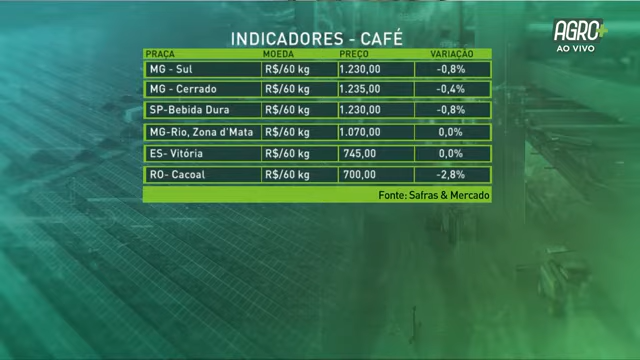 AGRO+
AO VIVO
INDICADORES - CAFÉ
PRAÇA MOEDA PREÇO VARIAÇÃO
MG - Sul R$/60 kg 1.230,00 -0,8%
MG - Cerrado R$/60 kg 1.235,00 -0,4%
SP-Bebida Dura R$/60 kg 1.230,00 -0,8%
MG-Rio, Zona d'Mata R$/60 kg 1.070,00 0,0%
ES- Vitória R$/60 kg 745,00 0,0%
RO- Cacoal R$/60 kg 700,00 -2,8%
Fonte: Safras & Mercado